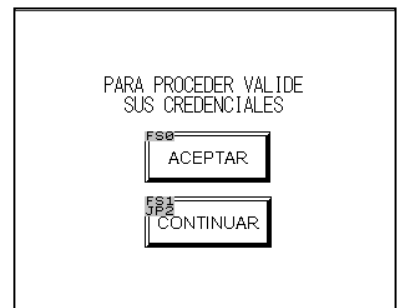 PARA PROCEDER VALIDE
SUS CREDENCIALES
FS0
ACEPTAR
FS1
JP2
CONTINUAR